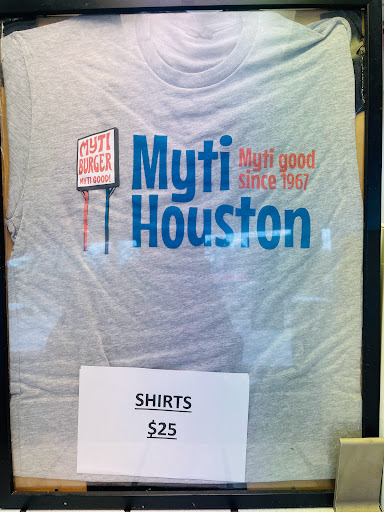 MYTI
BURGER
MYTI GOOD!
Myti
Houston
Myti good
since 1967
SHIRTS
$25